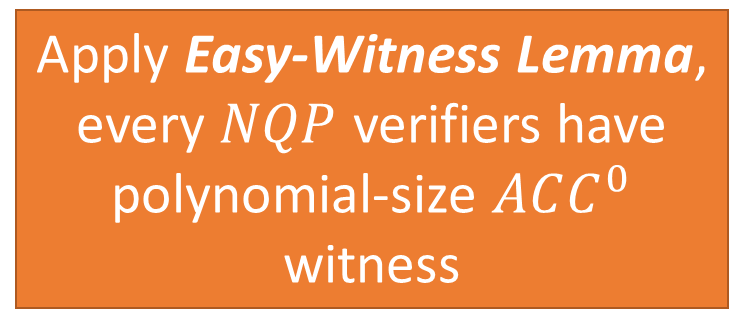 Apply Easy-Witness Lemma,
every NQP verifiers have
polynomial-size ACC⁰
witness